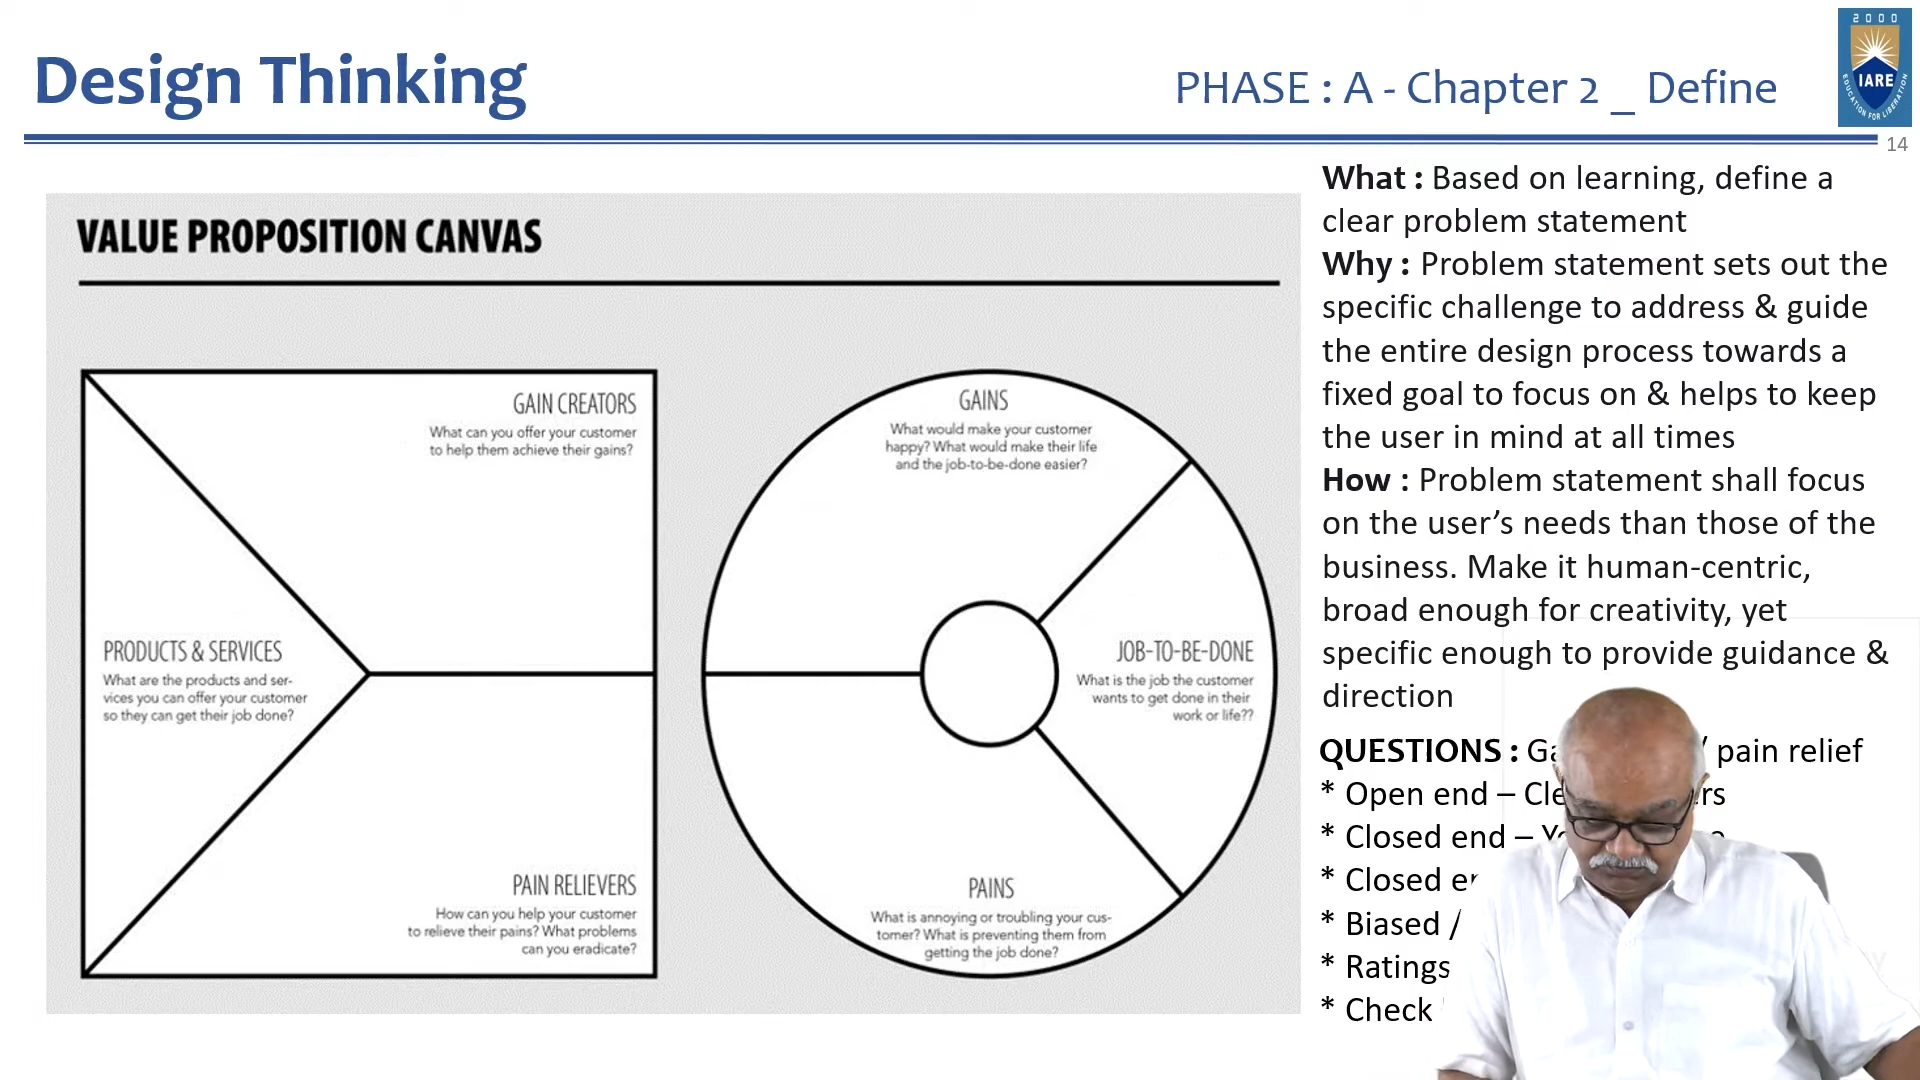 Design Thinking
PHASE : A - Chapter 2 _ Define
2000
IARE
EDUCATION FOR LIBERATION
14
VALUE PROPOSITION CANVAS
GAIN CREATORS
What can you offer your customer
to help them achieve their gains?
PRODUCTS & SERVICES
What are the products and ser-
vices you can offer your customer
so they can get their job done?
PAIN RELIEVERS
How can you help your customer
to relieve their pains? What problems
can you eradicate?
GAINS
What would make your customer
happy? What would make their life
and the job-to-be-done easier?
JOB-TO-BE-DONE
What is the job the customer
wants to get done in their
work or life??
PAINS
What is annoying or troubling your cus-
tomer? What is preventing them from
getting the job done?
What : Based on learning, define a
clear problem statement
Why : Problem statement sets out the
specific challenge to address & guide
the entire design process towards a
fixed goal to focus on & helps to keep
the user in mind at all times
How : Problem statement shall focus
on the user’s needs than those of the
business. Make it human-centric,
broad enough for creativity, yet
specific enough to provide guidance &
direction
QUESTIONS : / pain relief
* Open end –
* Closed end –
* Closed
* Biased /
* Ratings
* Check